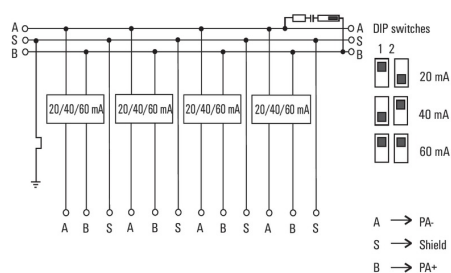 A A DIP switches
S S 1 2
B B
20 mA
20/40/60 mA 20/40/60 mA 20/40/60 mA 20/40/60 mA
40 mA
60 mA
A B S A B S A B S A B S
A → PA-
S → Shield
B → PA+